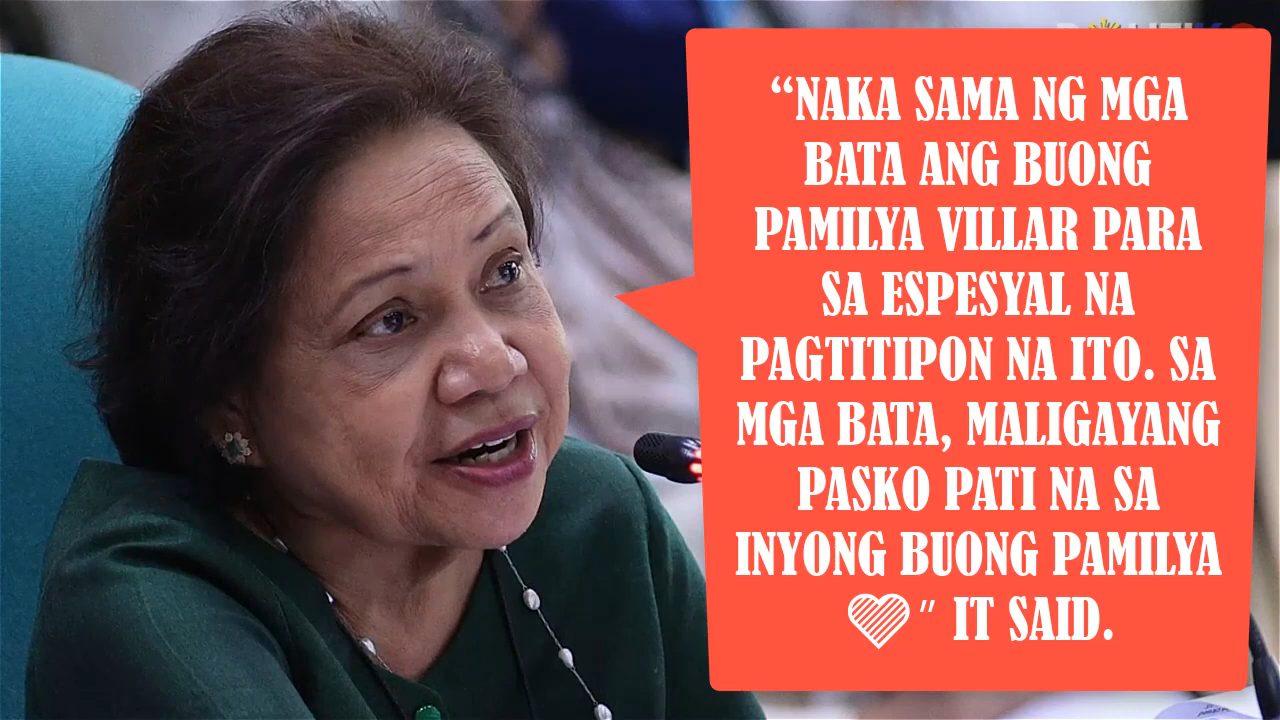 “NAKA SAMA NG MGA
BATA ANG BUONG
PAMILYA VILLAR PARA
SA ESPESYAL NA
PAGTITIPON NA ITO. SA
MGA BATA, MALIGAYANG
PASKO PATI NA SA
INYONG BUONG PAMILYA
" IT SAID.